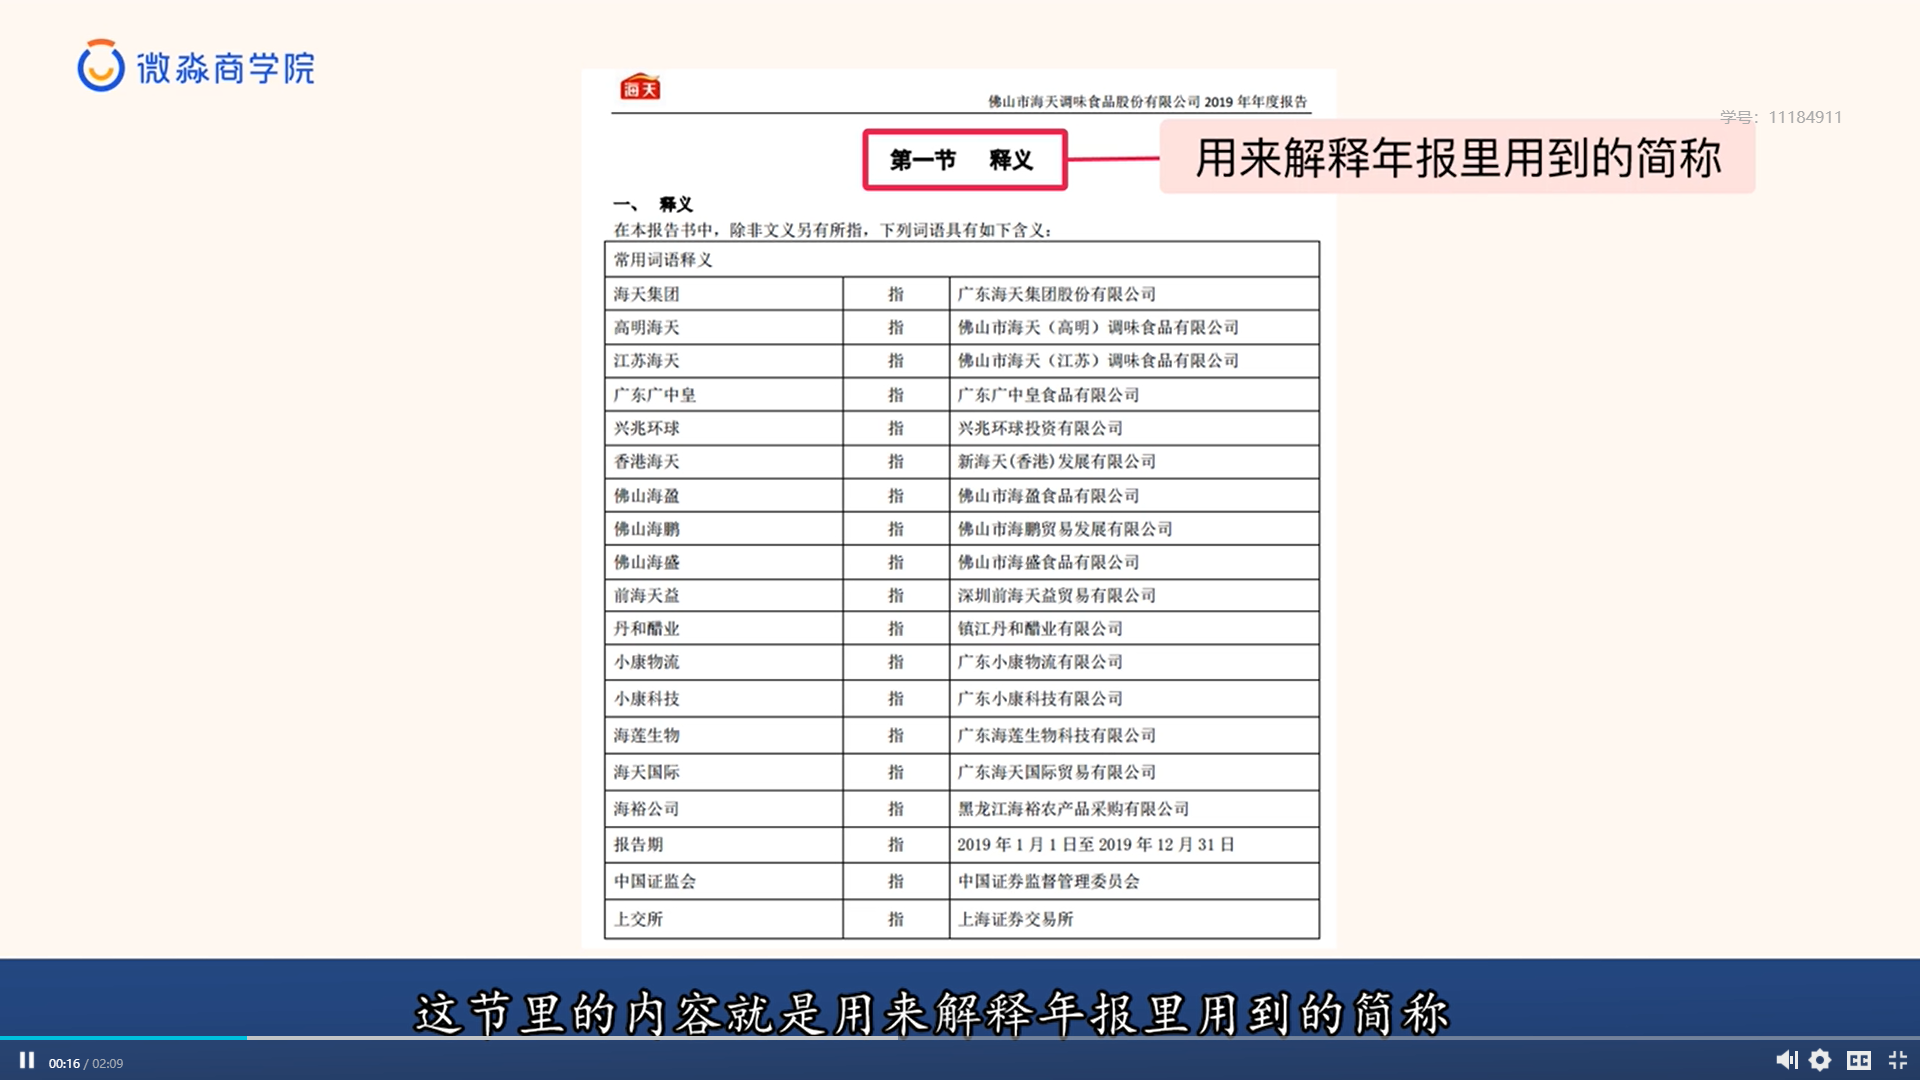 微淼商学院
海天
佛山市海天调味食品股份有限公司 2019 年年度报告
学号：11184911
第一节 释义
用来解释年报里用到的简称
一、 释义
在本报告书中，除非文义另有所指，下列词语具有如下含义：
常用词语释义
海天集团 指 广东海天集团股份有限公司
高明海天 指 佛山市海天（高明）调味食品有限公司
江苏海天 指 佛山市海天（江苏）调味食品有限公司
广东广中皇 指 广东广中皇食品有限公司
兴兆环球 指 兴兆环球投资有限公司
香港海天 指 新海天(香港)发展有限公司
佛山海盈 指 佛山市海盈食品有限公司
佛山海鹏 指 佛山市海鹏贸易发展有限公司
佛山海盛 指 佛山市海盛食品有限公司
前海天益 指 深圳前海天益贸易有限公司
丹和醋业 指 镇江丹和醋业有限公司
小康物流 指 广东小康物流有限公司
小康科技 指 广东小康科技有限公司
海莲生物 指 广东海莲生物科技有限公司
海天国际 指 广东海天国际贸易有限公司
海裕公司 指 黑龙江海裕农产品采购有限公司
报告期 指 2019 年 1 月 1 日至 2019 年 12 月 31 日
中国证监会 指 中国证券监督管理委员会
上交所 指 上海证券交易所
这节里的内容就是用来解释年报里用到的简称
00:16 / 02:09
CC